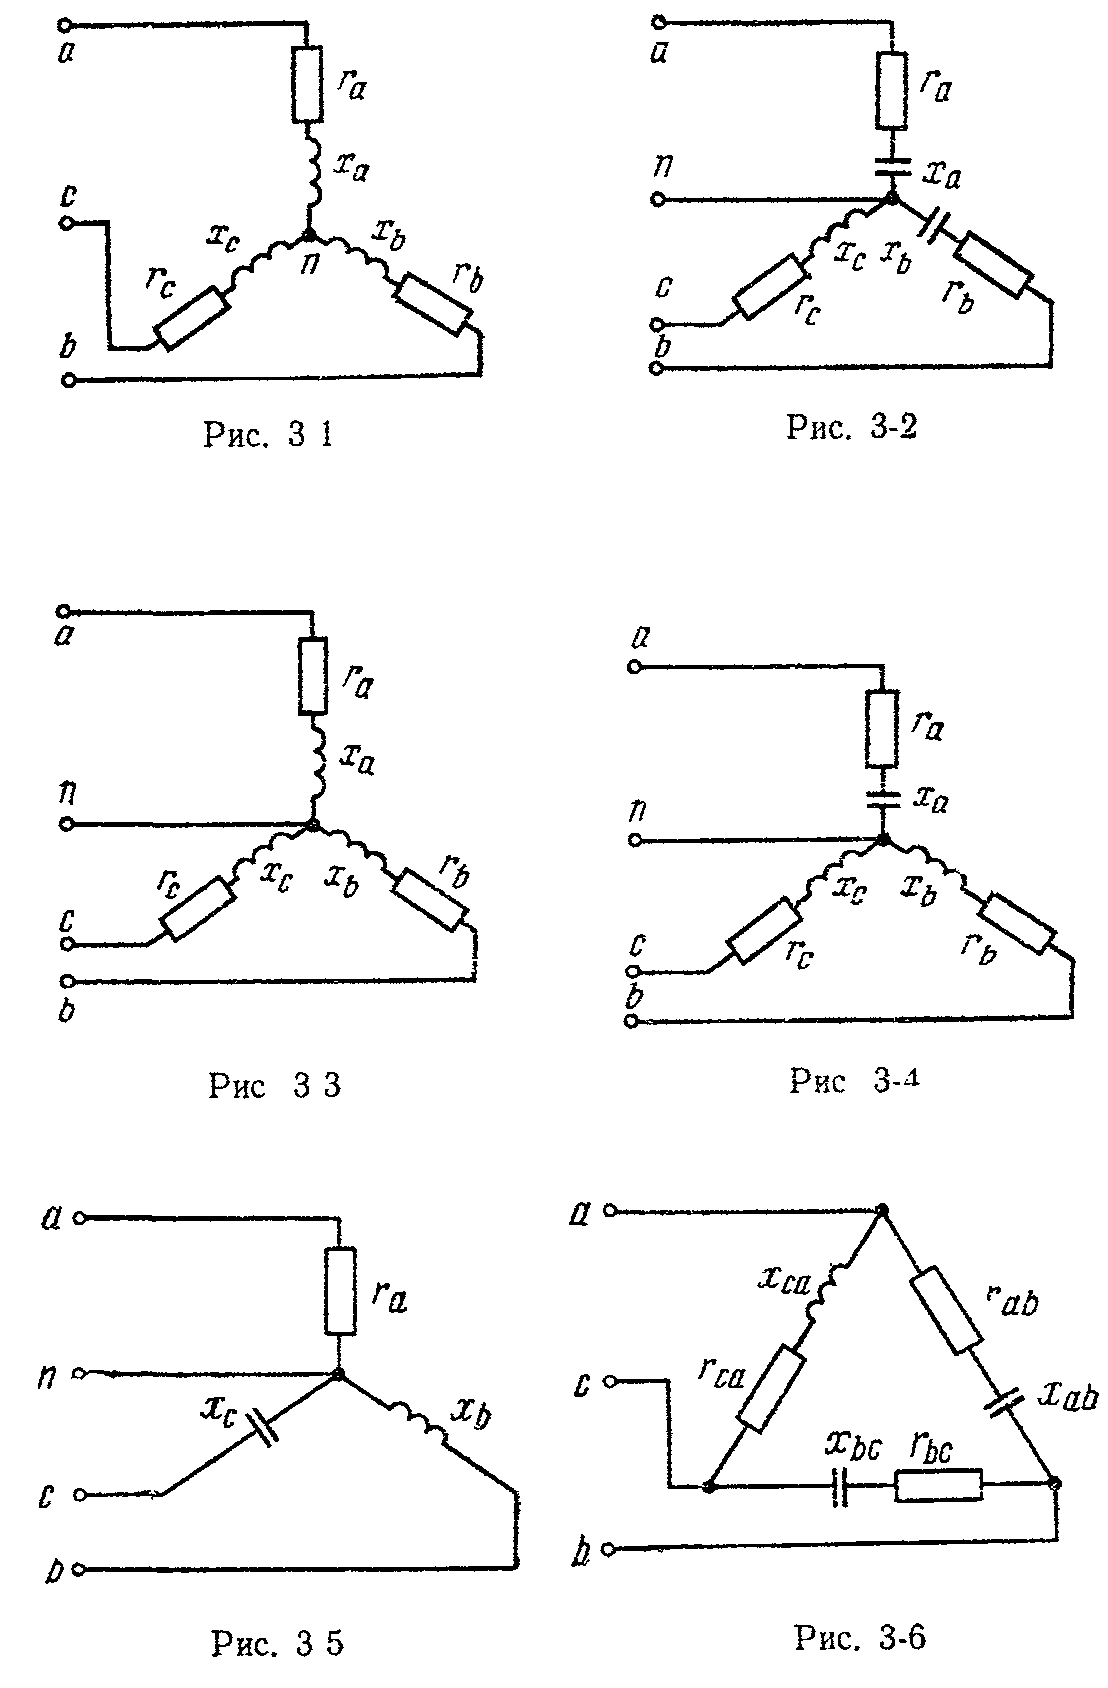 a
r_a
x_a
c
x_c
x_b
n
r_c
r_b
b
Рис. 3 1
a
r_a
n
x_a
x_c
x_b
c
r_c
r_b
b
Рис. 3-2
a
r_a
x_a
n
r_c
x_c
x_b
r_b
c
b
Рис 3 3
a
r_a
x_a
n
x_c
x_b
c
r_c
r_b
b
Рис 3-4
a
r_a
n
x_c
x_b
c
b
Рис. 3 5
a
x_ca
r_ab
r_ca
c
x_ab
x_bc
r_bc
b
Рис. 3-6